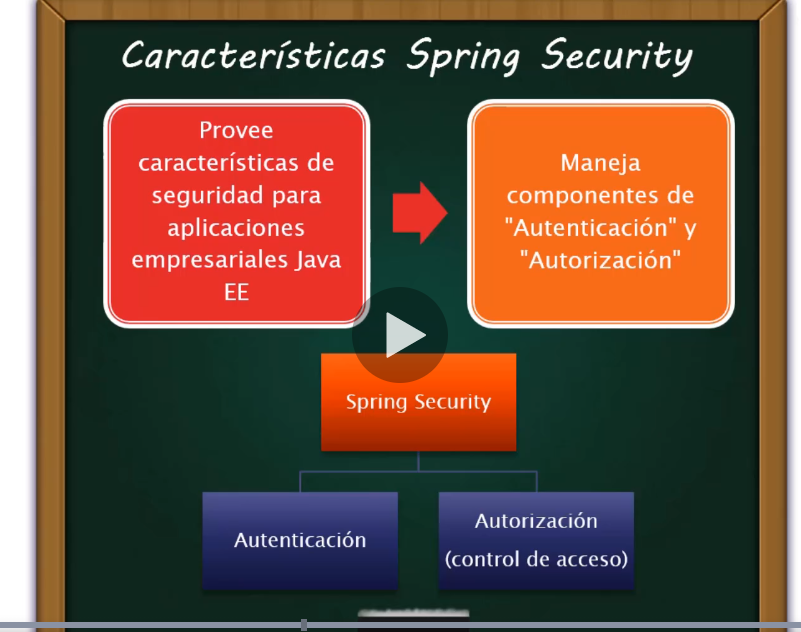 Características Spring Security
Provee
características de
seguridad para
aplicaciones
empresariales Java
EE
Maneja
componentes de
"Autenticación" y
"Autorización"
Spring Security
Autenticación
Autorización
(control de acceso)